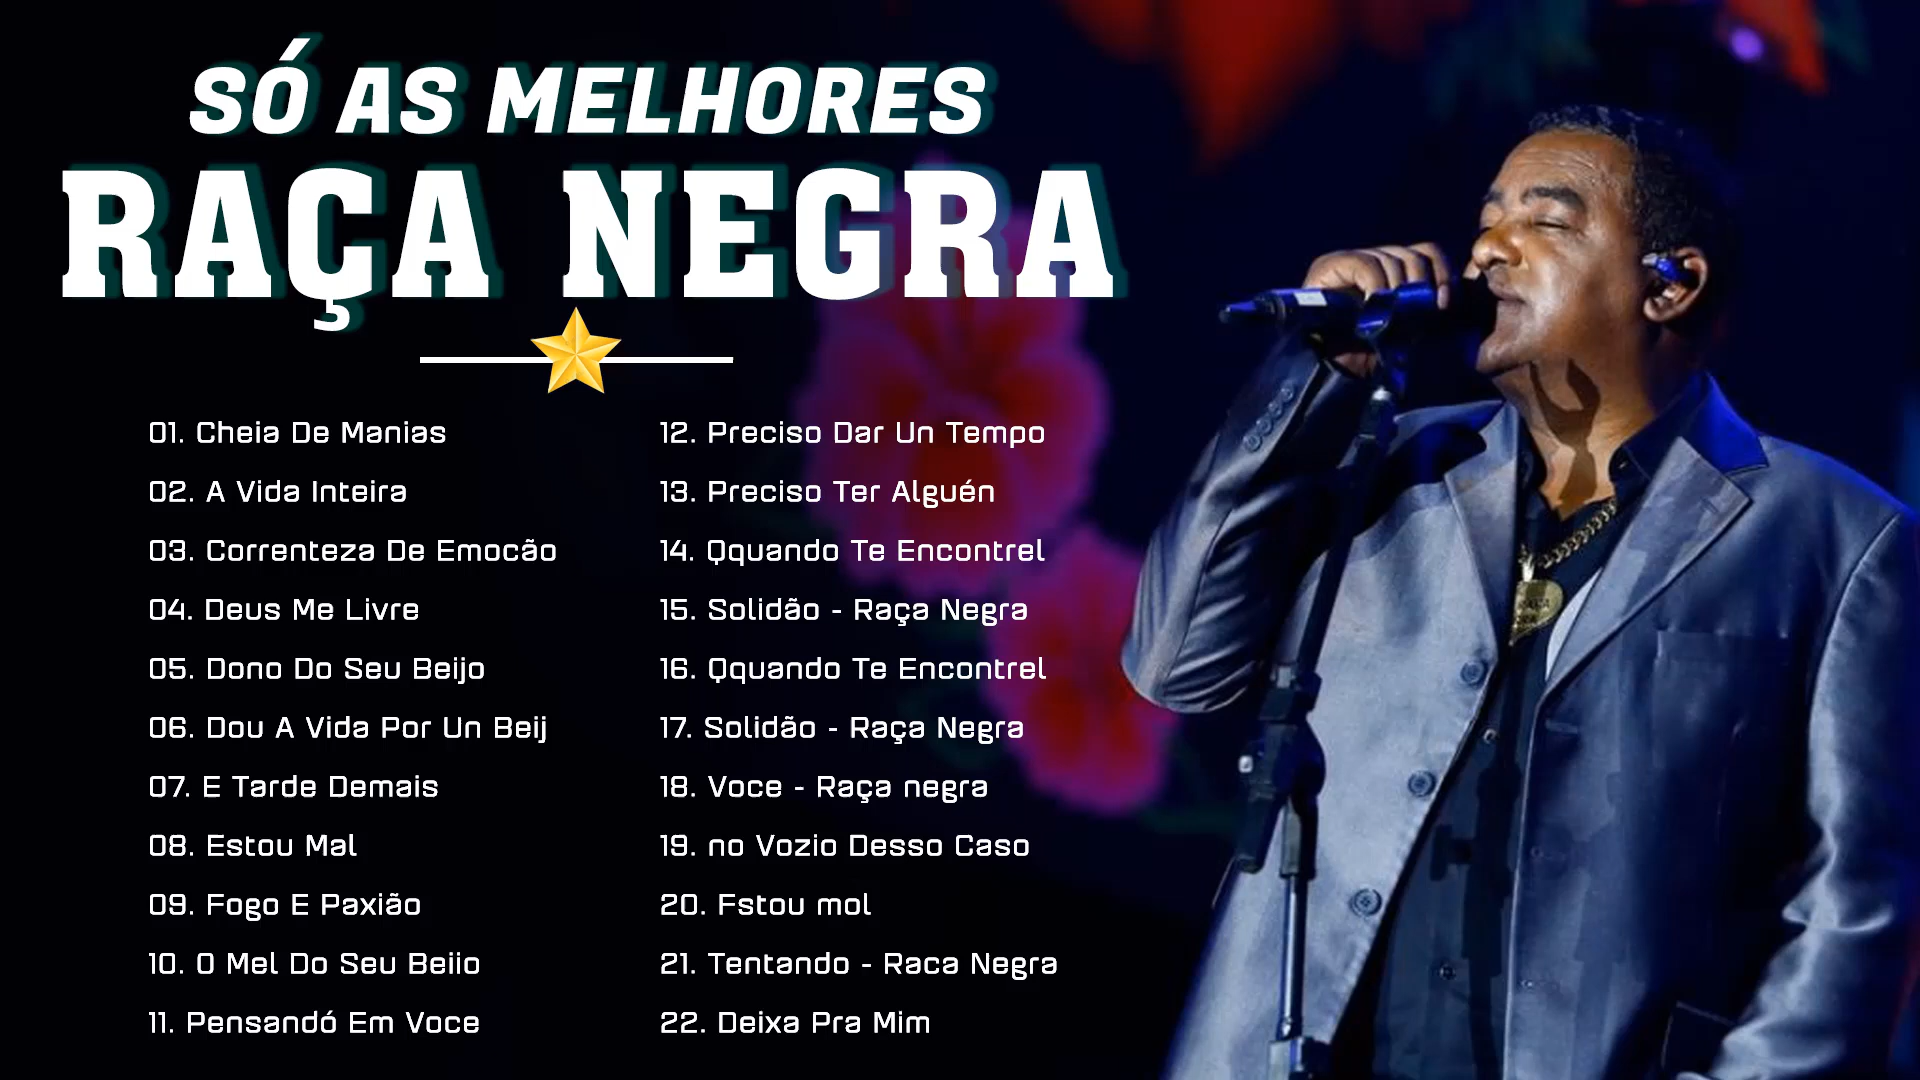 SÓ AS MELHORES
RAÇA NEGRA
01. Cheia De Manias
02. A Vida Inteira
03. Correnteza De Emocão
04. Deus Me Livre
05. Dono Do Seu Beijo
06. Dou A Vida Por Un Beij
07. E Tarde Demais
08. Estou Mal
09. Fogo E Paxião
10. O Mel Do Seu Beiio
11. Pensandó Em Voce
12. Preciso Dar Un Tempo
13. Preciso Ter Alguén
14. Qquando Te Encontrel
15. Solidão - Raça Negra
16. Qquando Te Encontrel
17. Solidão - Raça Negra
18. Voce - Raça negra
19. no Vozio Desso Caso
20. Fstou mol
21. Tentando - Raca Negra
22. Deixa Pra Mim